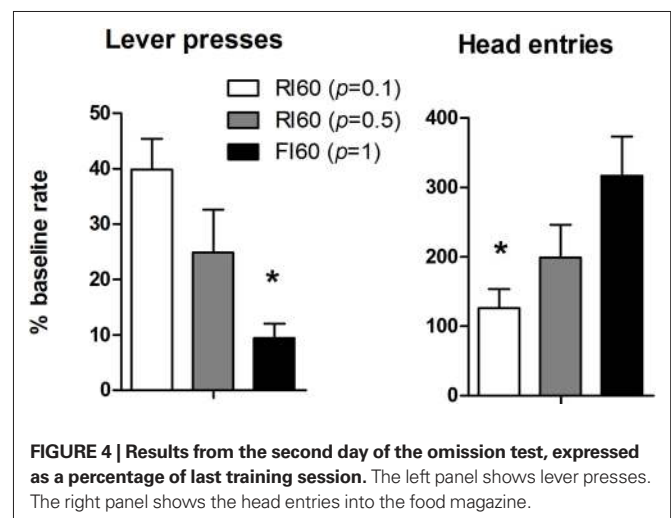 Lever presses
Head entries
RI60 (p=0.1)
RI60 (p=0.5)
FI60 (p=1)
% baseline rate
50
40
30
20
10
0
*
400
300
200
100
0
*
FIGURE 4 | Results from the second day of the omission test, expressed
as a percentage of last training session. The left panel shows lever presses.
The right panel shows the head entries into the food magazine.